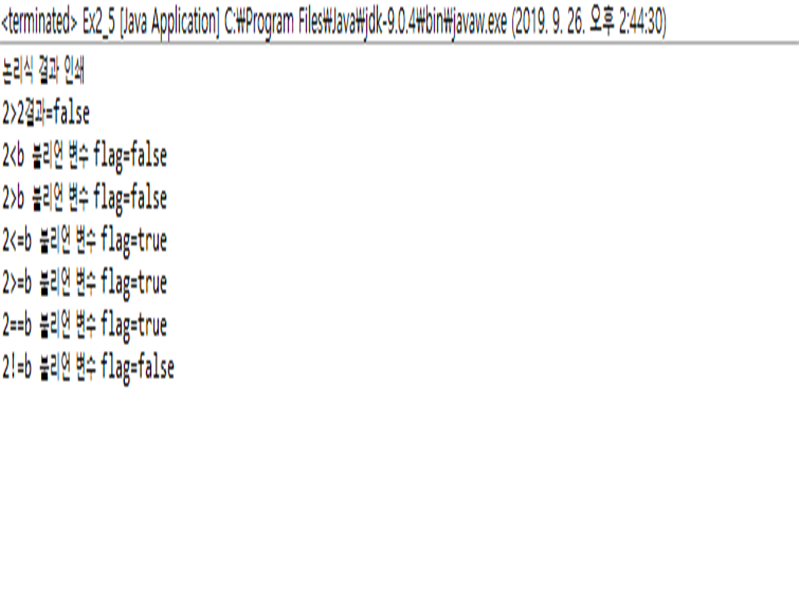 <terminated> Ex2_5 [Java Application] C:₩Program Files₩Java₩jdk-9.0.4₩bin₩javaw.exe (2019. 9. 26. 오후 2:44:30)
논리식 결과 인쇄
2>2결과=false
2<b 불리언 변수 flag=false
2>b 불리언 변수 flag=false
2<=b 불리언 변수 flag=true
2>=b 불리언 변수 flag=true
2==b 불리언 변수 flag=true
2!=b 불리언 변수 flag=false